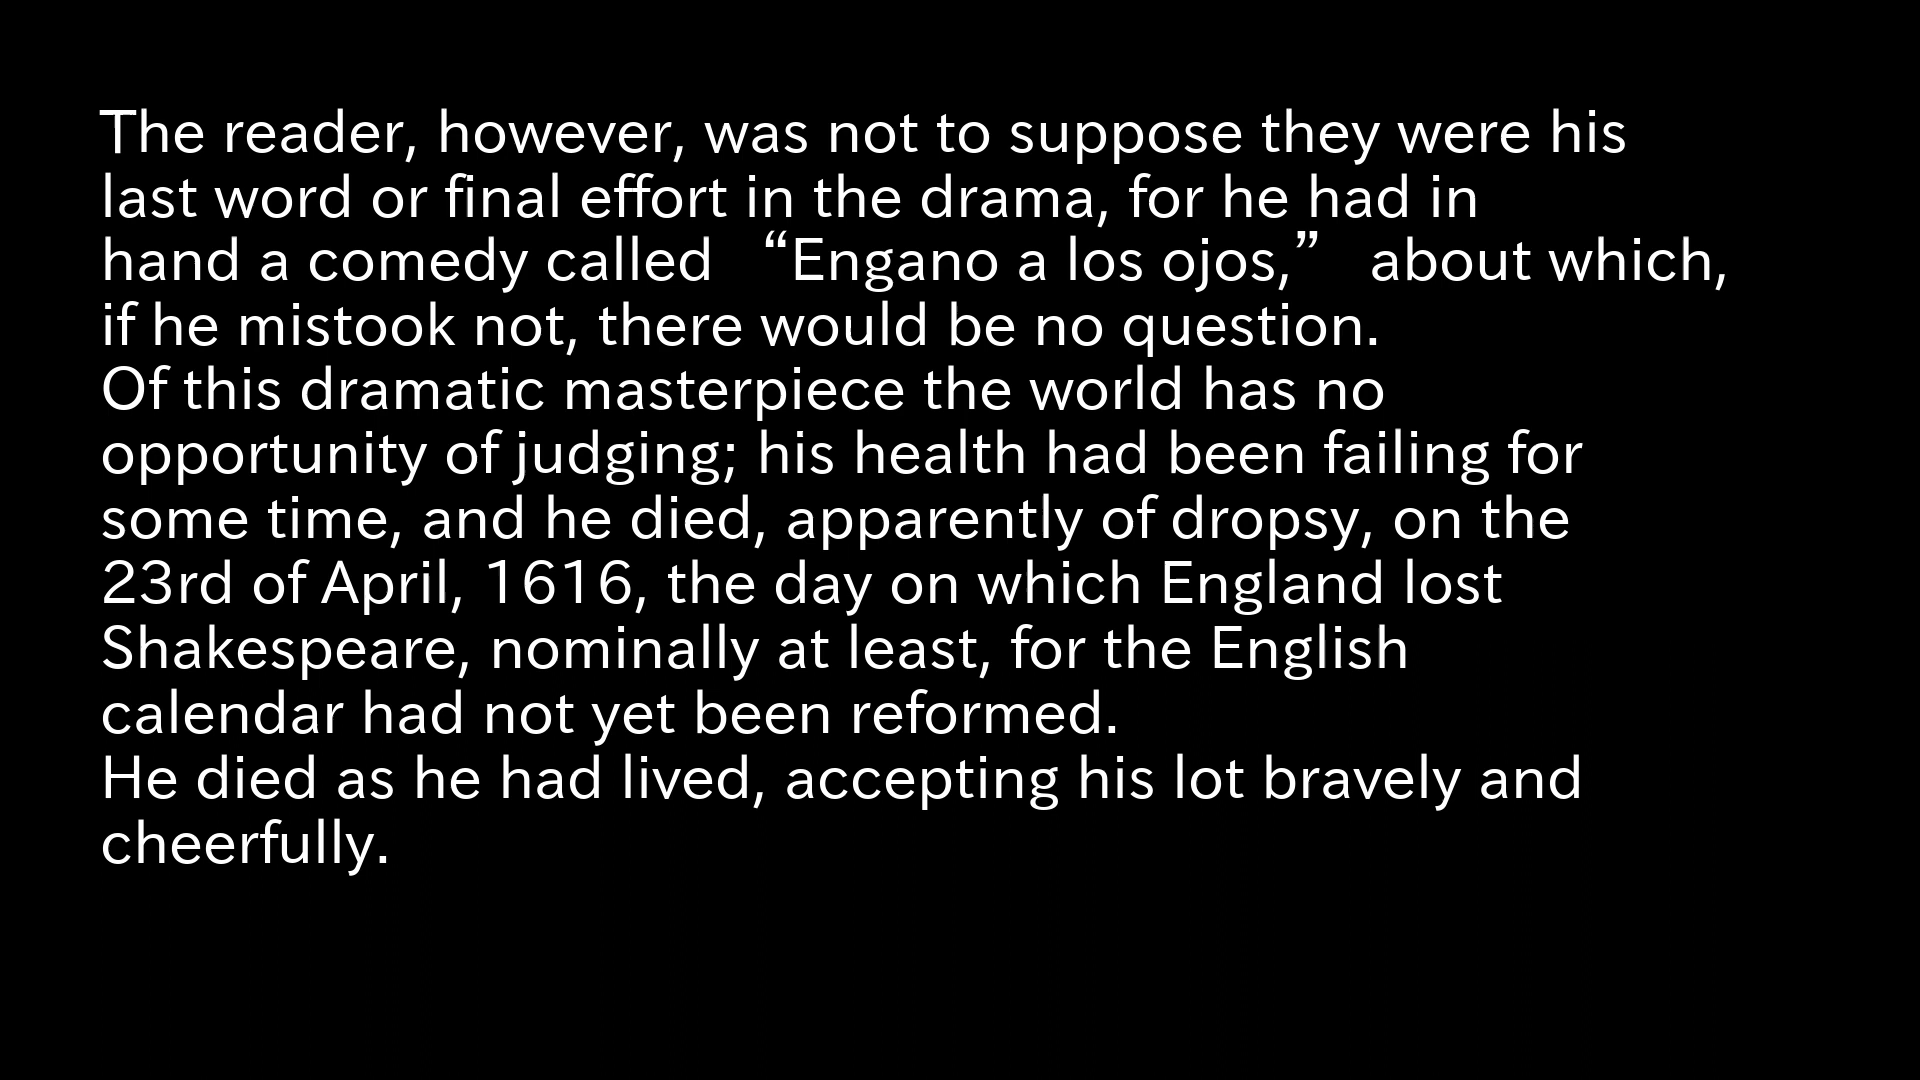 The reader, however, was not to suppose they were his
last word or final effort in the drama, for he had in
hand a comedy called “Engano a los ojos,” about which,
if he mistook not, there would be no question.
Of this dramatic masterpiece the world has no
opportunity of judging; his health had been failing for
some time, and he died, apparently of dropsy, on the
23rd of April, 1616, the day on which England lost
Shakespeare, nominally at least, for the English
calendar had not yet been reformed.
He died as he had lived, accepting his lot bravely and
cheerfully.